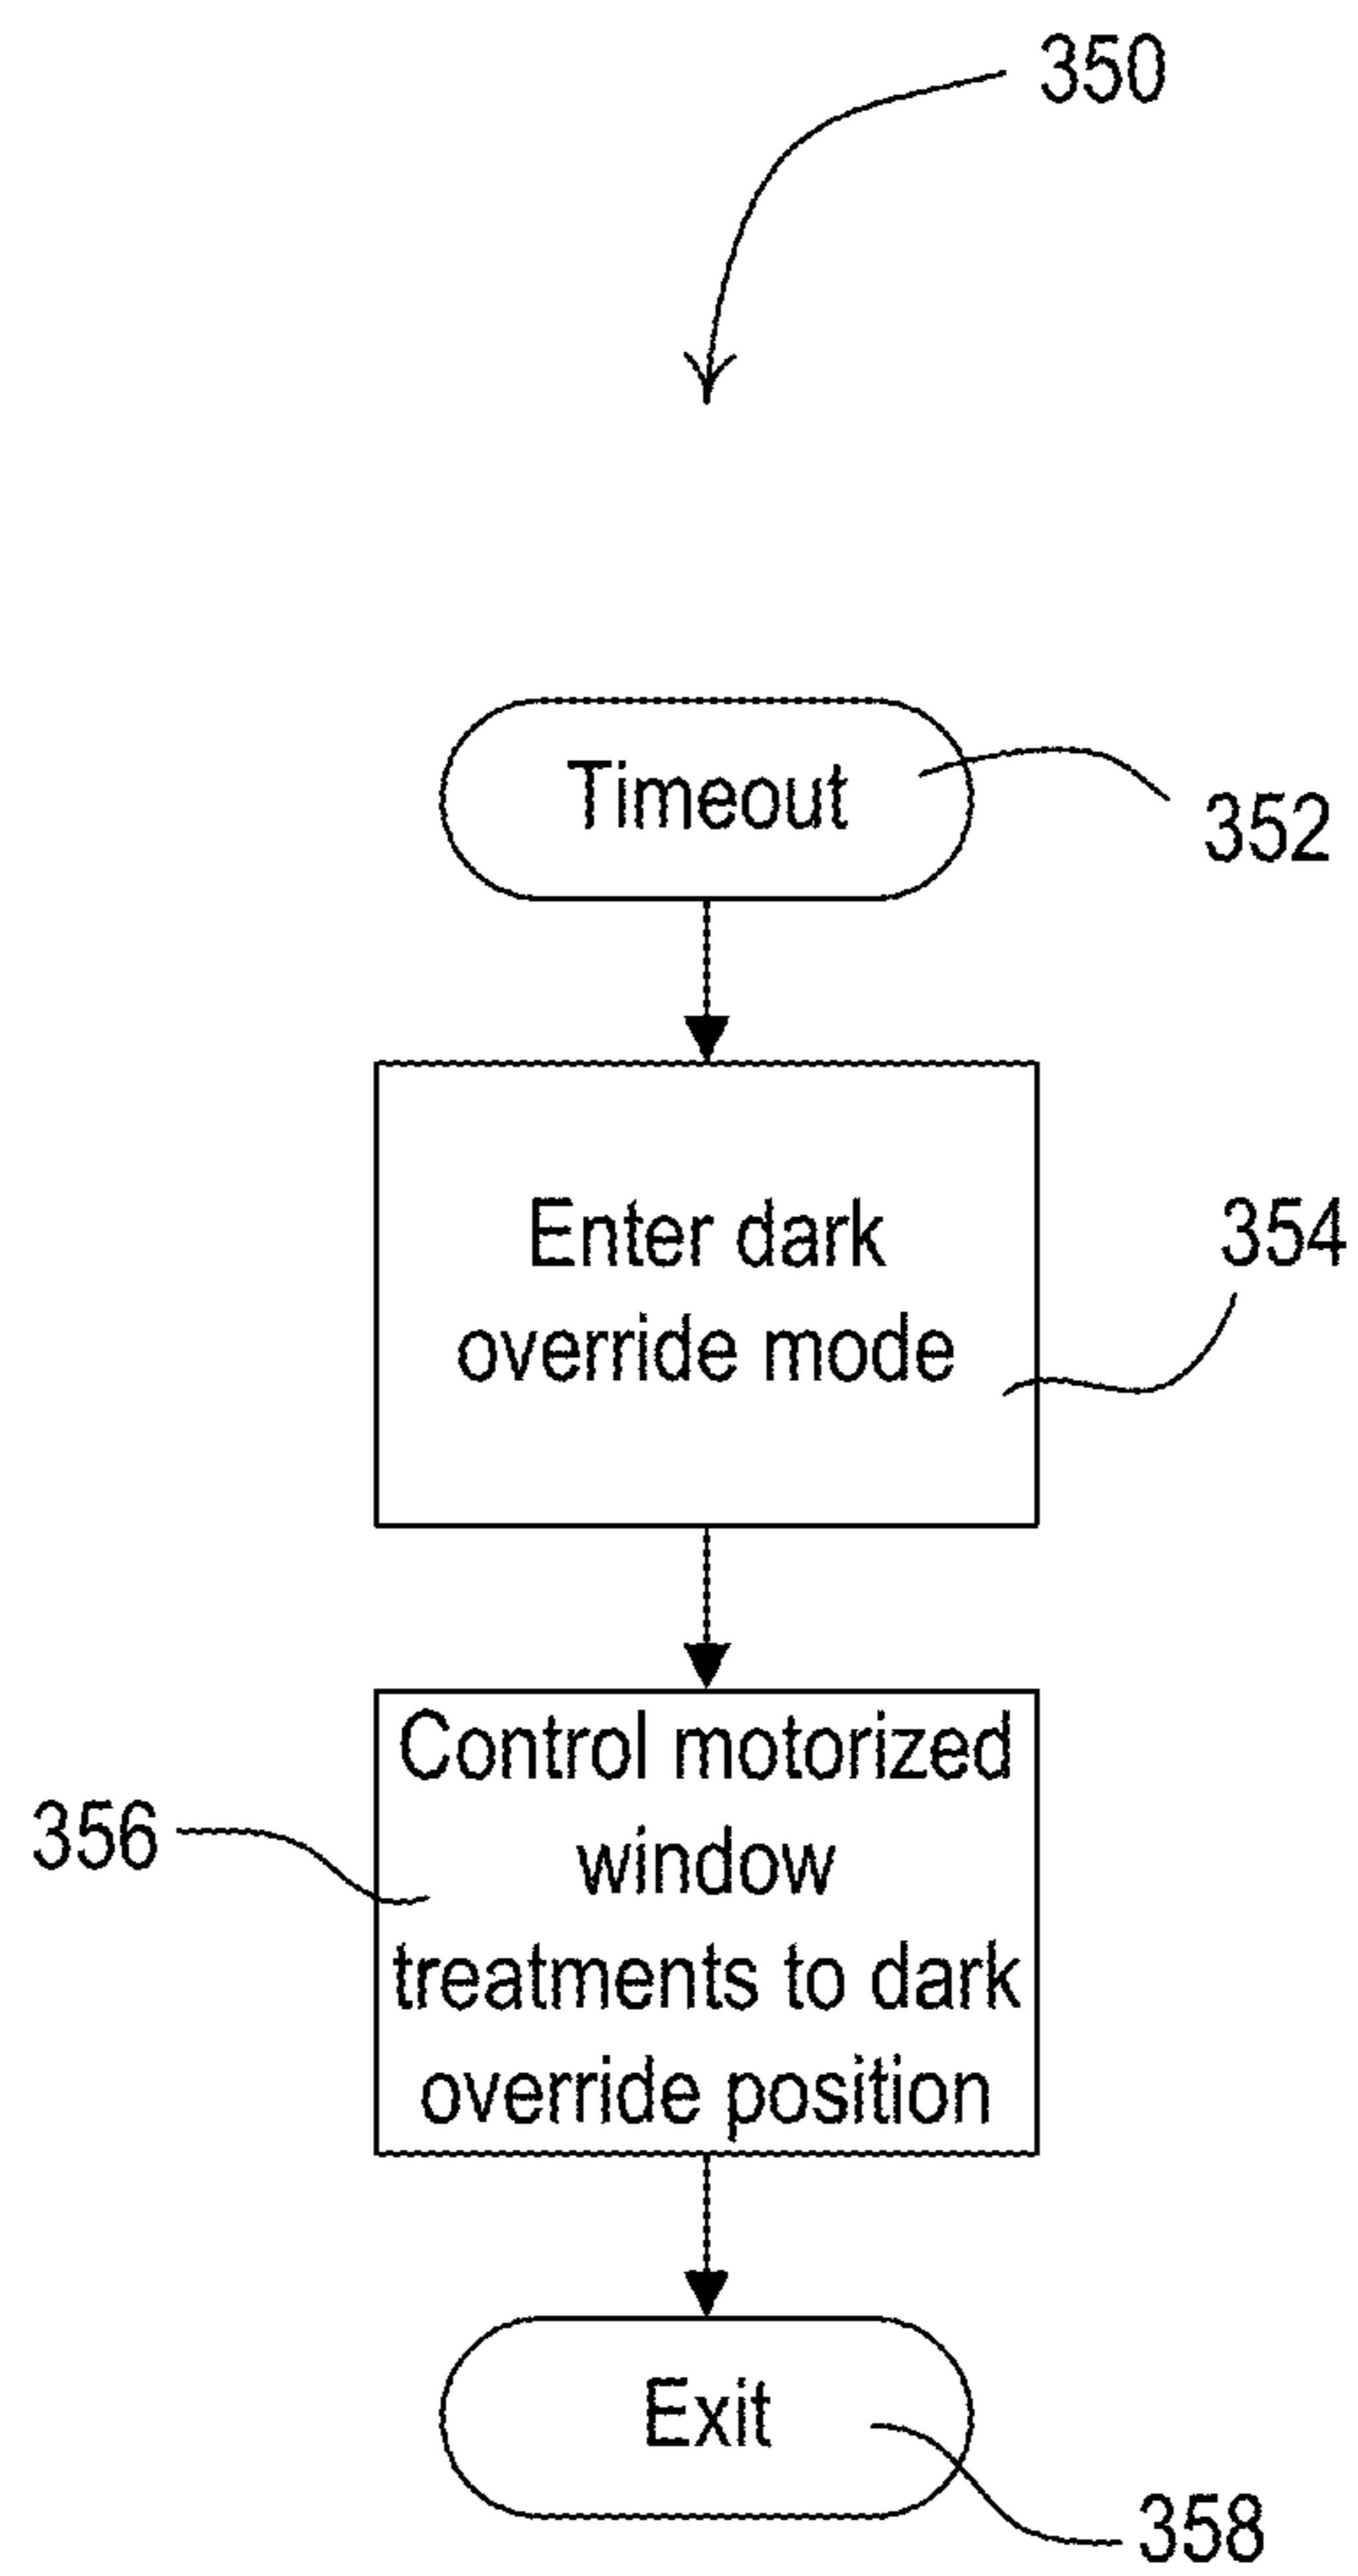 350
Timeout
352
Enter dark
override mode
354
Control motorized
window
treatments to dark
override position
356
Exit
358